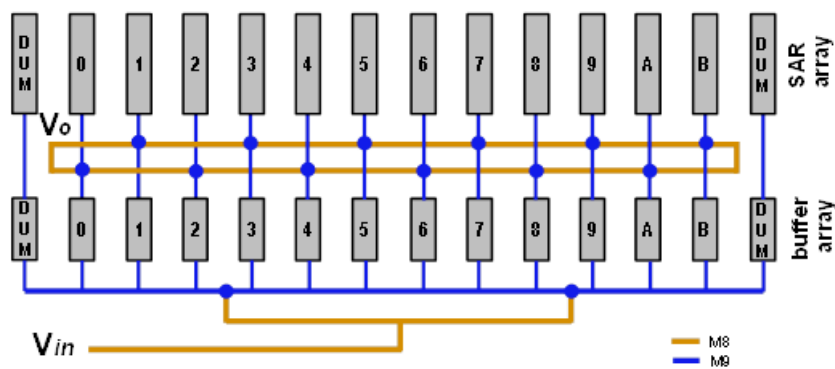 DUM 0 1 2 3 4 5 6 7 8 9 A B DUM
SAR array
Vo
DUM 0 1 2 3 4 5 6 7 8 9 A B DUM
buffer array
Vin
M8
M9